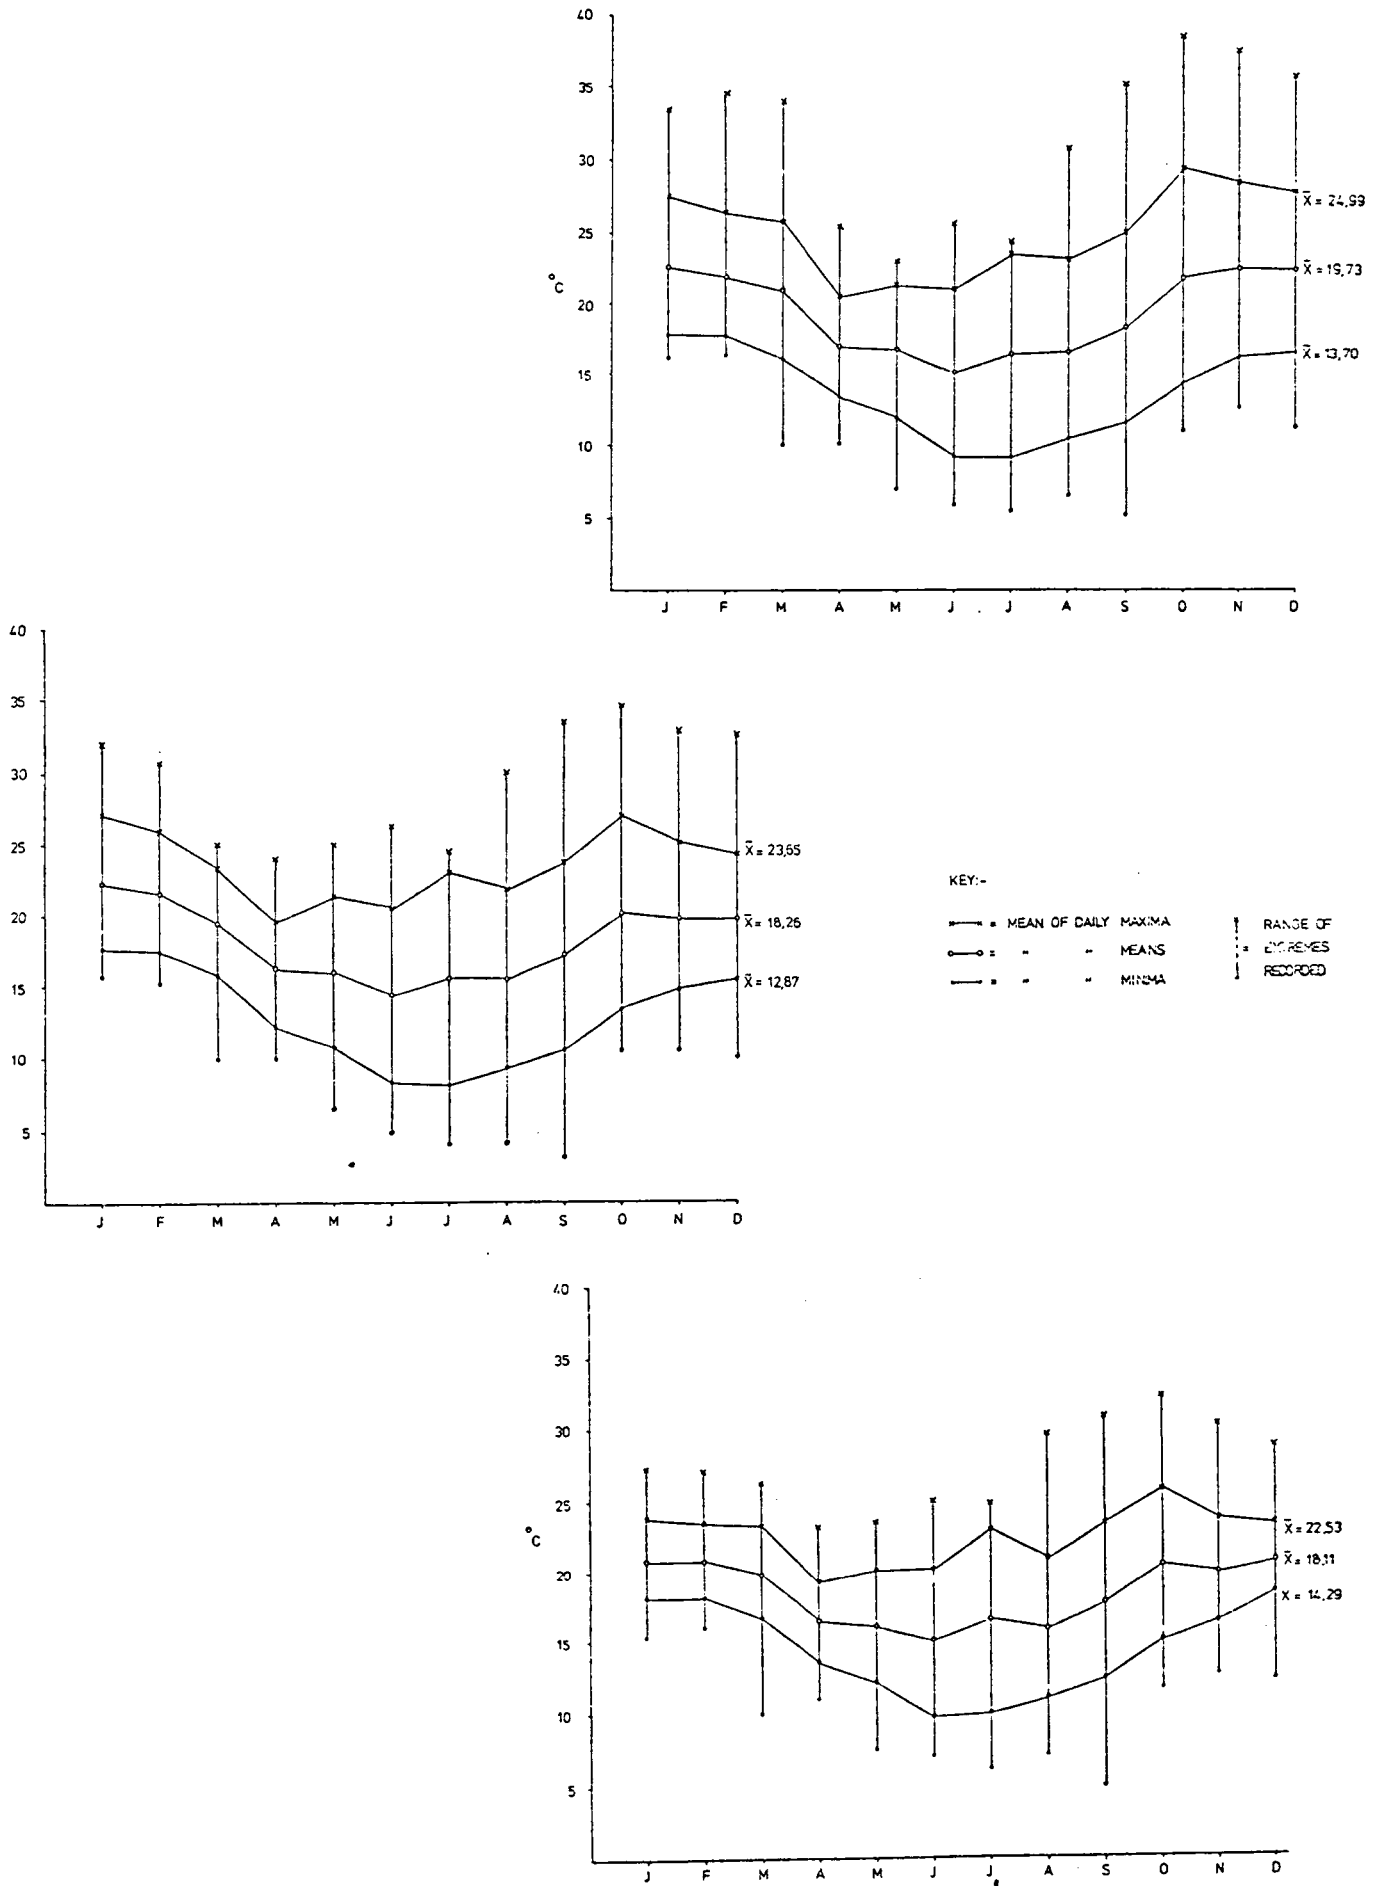 40
35
30
25
°C
20
15
10
5
X̄ = 24,99
X̄ = 19,73
X̄ = 13,70
J F M A M J J A S O N D
40
35
30
25
20
15
10
5
X̄ = 23,65
X̄ = 18,26
X̄ = 12,87
J F M A M J J A S O N D
KEY:-
x—x = MEAN OF DAILY MAXIMA
o—o = " " MEANS
•—• = " " MINIMA
RANGE OF
= EXTREMES
RECORDED
40
35
30
25
°C
20
15
10
5
X̄ = 22,53
X̄ = 18,11
X = 14,29
J F M A M J J A S O N D